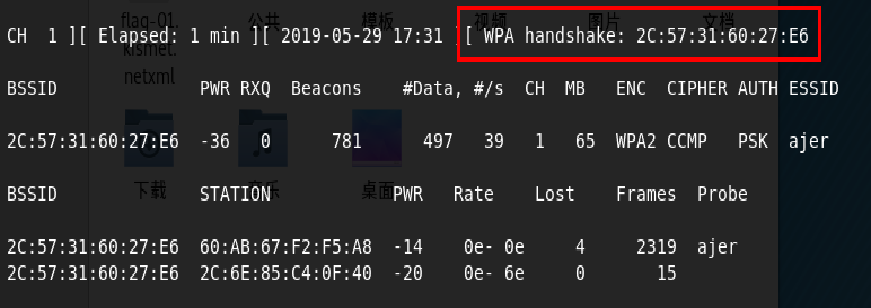 flag-01.
kismet.
netxml
公共
模板
视频
图片
文档
CH 1 ][ Elapsed: 1 min ][ 2019-05-29 17:31 ][ WPA handshake: 2C:57:31:60:27:E6
BSSID PWR RXQ Beacons #Data, #/s CH MB ENC CIPHER AUTH ESSID
2C:57:31:60:27:E6 -36 0 781 497 39 1 65 WPA2 CCMP PSK ajer
下载
音乐
桌面
BSSID STATION PWR Rate Lost Frames Probe
2C:57:31:60:27:E6 60:AB:67:F2:F5:A8 -14 0e- 0e 4 2319 ajer
2C:57:31:60:27:E6 2C:6E:85:C4:0F:40 -20 0e- 6e 0 15